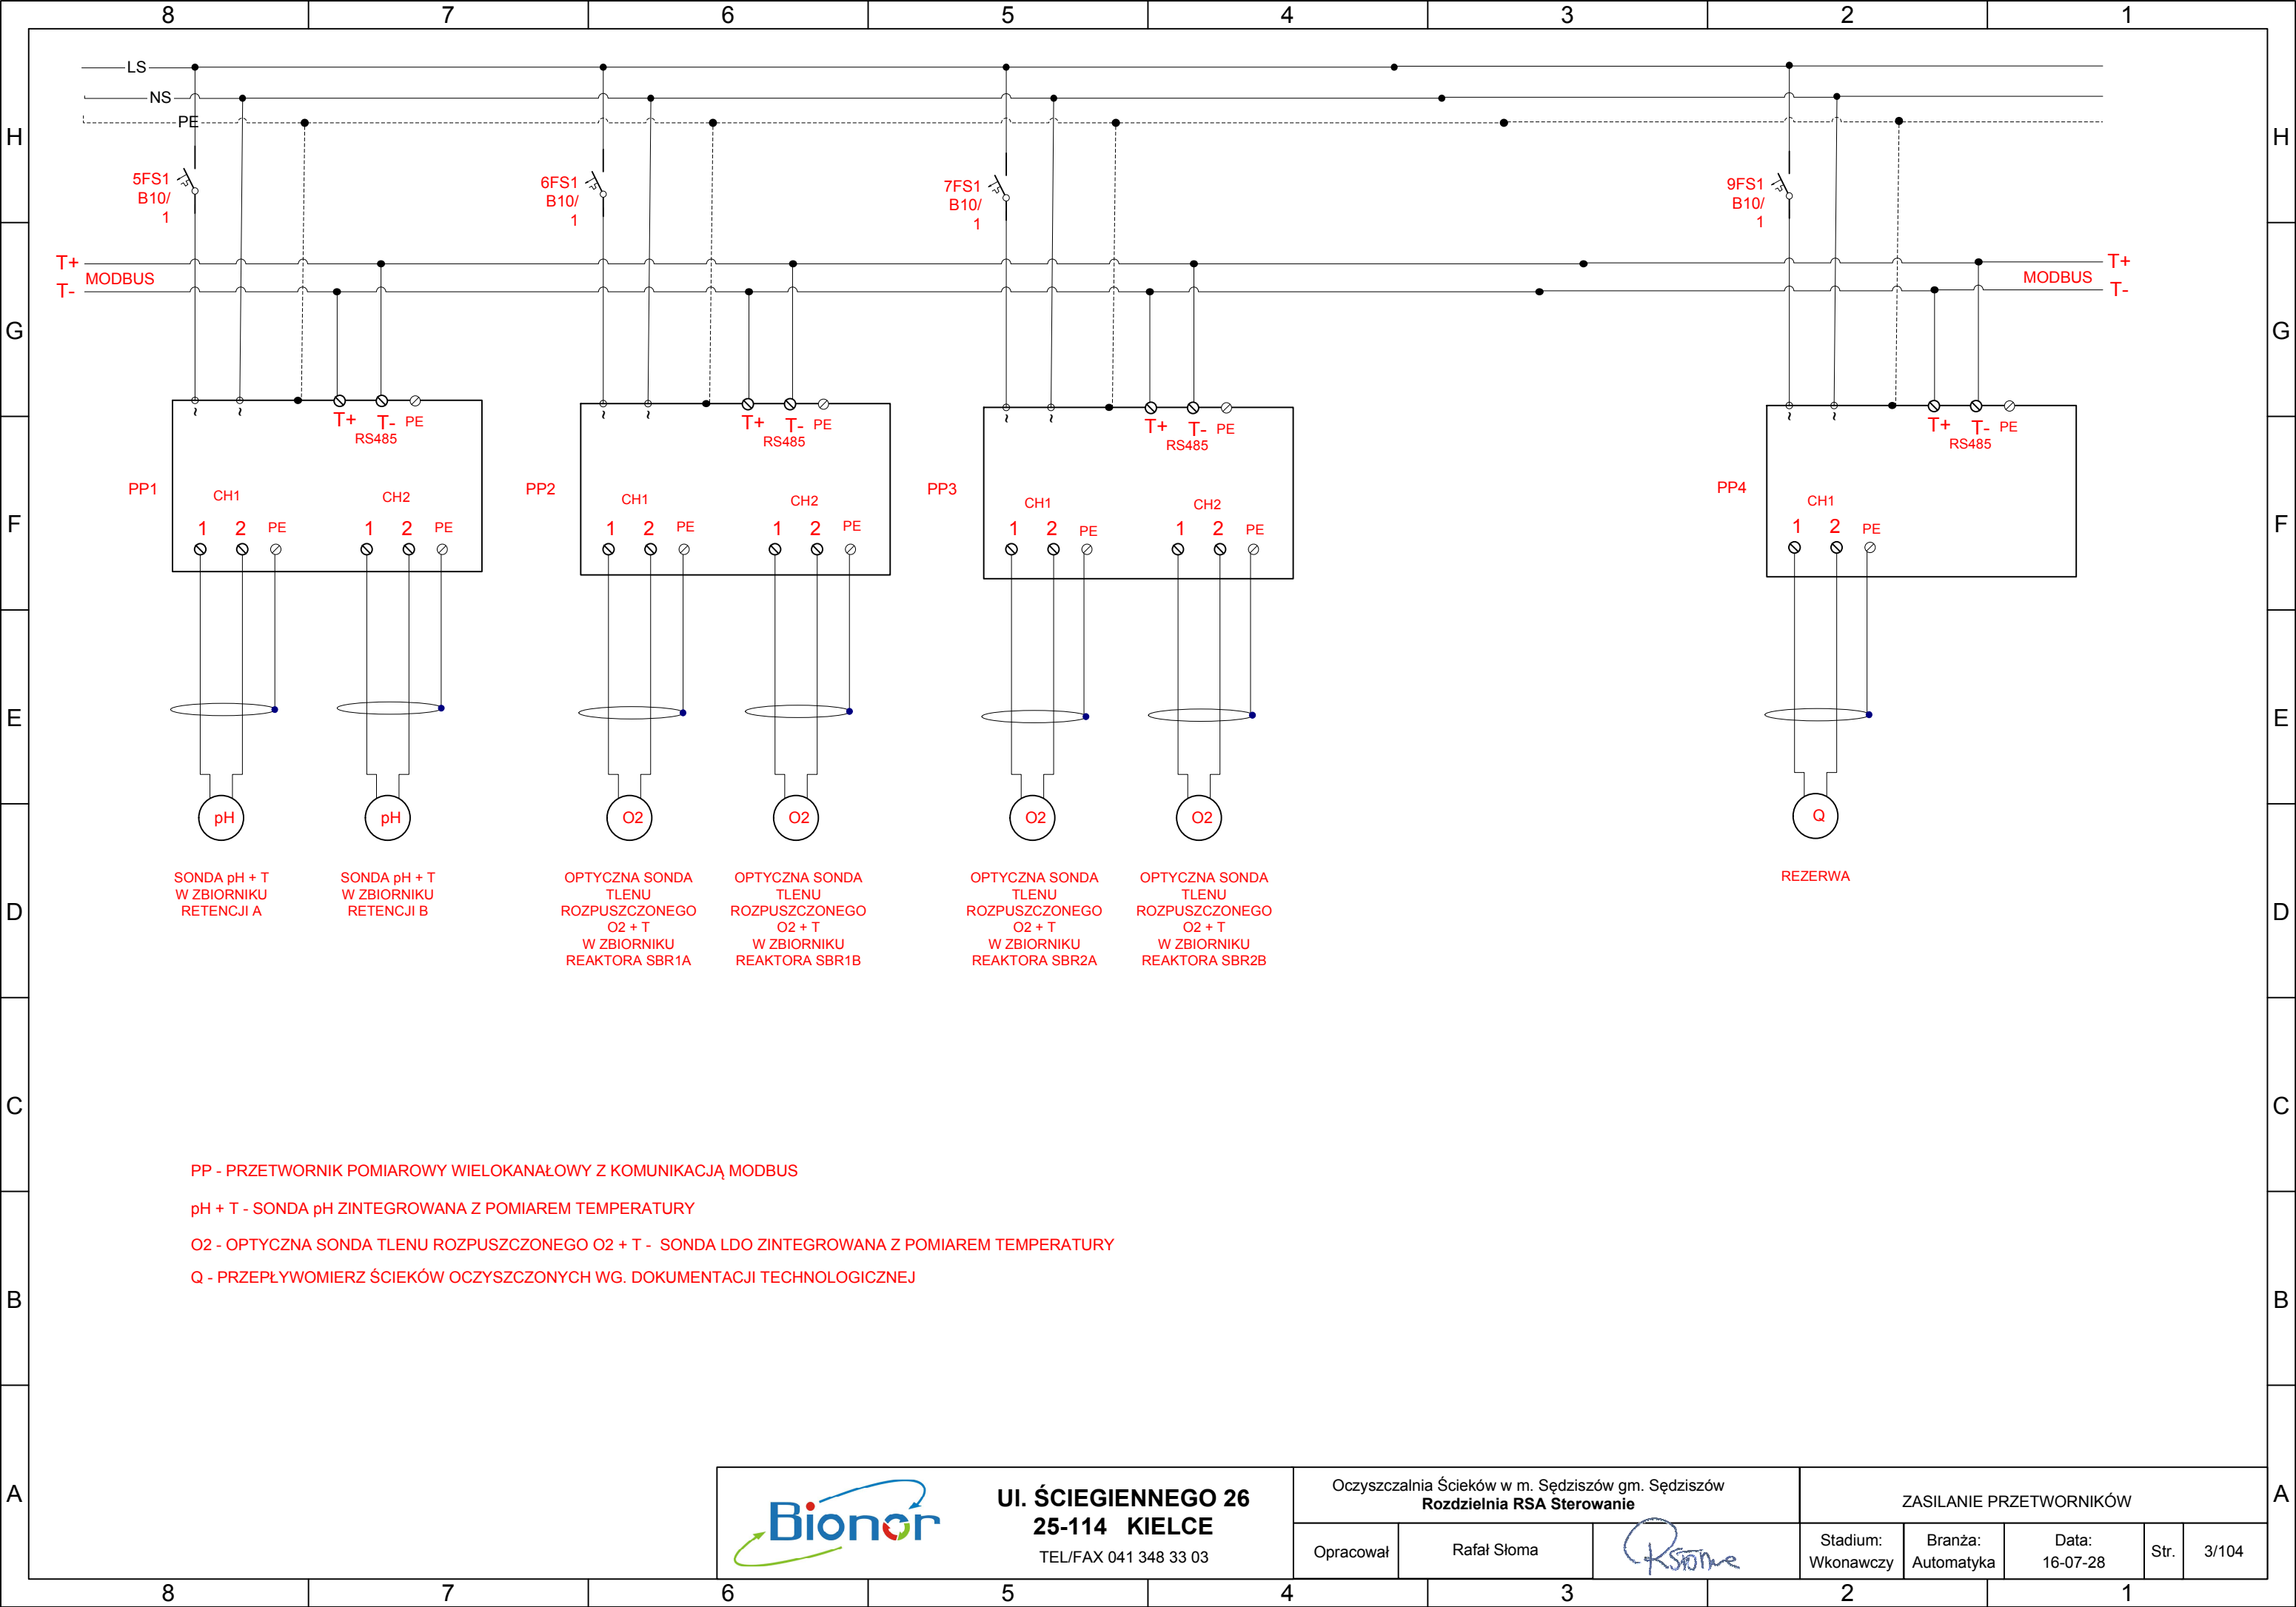 8 7 6 5 4 3 2 1
LS
NS
PE
H H
5FS1
B10/
1
6FS1
B10/
1
7FS1
B10/
1
9FS1
B10/
1
T+
MODBUS
T-
T+
MODBUS
T-
G G
~ ~
T+ T- PE
RS485
PP1
CH1
CH2
1 2 PE
1 2 PE
~ ~
T+ T- PE
RS485
PP2
CH1
CH2
1 2 PE
1 2 PE
~ ~
T+ T- PE
RS485
PP3
CH1
CH2
1 2 PE
1 2 PE
~ ~
T+ T- PE
RS485
PP4
CH1
1 2 PE
F F
E E
pH
pH
O2
O2
O2
O2
Q
SONDA pH + T
W ZBIORNIKU
RETENCJI A
SONDA pH + T
W ZBIORNIKU
RETENCJI B
OPTYCZNA SONDA
TLENU
ROZPUSZCZONEGO
O2 + T
W ZBIORNIKU
REAKTORA SBR1A
OPTYCZNA SONDA
TLENU
ROZPUSZCZONEGO
O2 + T
W ZBIORNIKU
REAKTORA SBR1B
OPTYCZNA SONDA
TLENU
ROZPUSZCZONEGO
O2 + T
W ZBIORNIKU
REAKTORA SBR2A
OPTYCZNA SONDA
TLENU
ROZPUSZCZONEGO
O2 + T
W ZBIORNIKU
REAKTORA SBR2B
REZERWA
D D
C C
PP - PRZETWORNIK POMIAROWY WIELOKANAŁOWY Z KOMUNIKACJĄ MODBUS
pH + T - SONDA pH ZINTEGROWANA Z POMIAREM TEMPERATURY
O2 - OPTYCZNA SONDA TLENU ROZPUSZCZONEGO O2 + T - SONDA LDO ZINTEGROWANA Z POMIAREM TEMPERATURY
Q - PRZEPŁYWOMIERZ ŚCIEKÓW OCZYSZCZONYCH WG. DOKUMENTACJI TECHNOLOGICZNEJ
B B
A A
Bionor
Ul. ŚCIEGIENNEGO 26
25-114 KIELCE
TEL/FAX 041 348 33 03
Oczyszczalnia Ścieków w m. Sędziszów gm. Sędziszów
Rozdzielnia RSA Sterowanie
ZASILANIE PRZETWORNIKÓW
Opracował
Rafał Słoma
Stadium:
Wkonawczy
Branża:
Automatyka
Data:
16-07-28
Str.
3/104
8 7 6 5 4 3 2 1